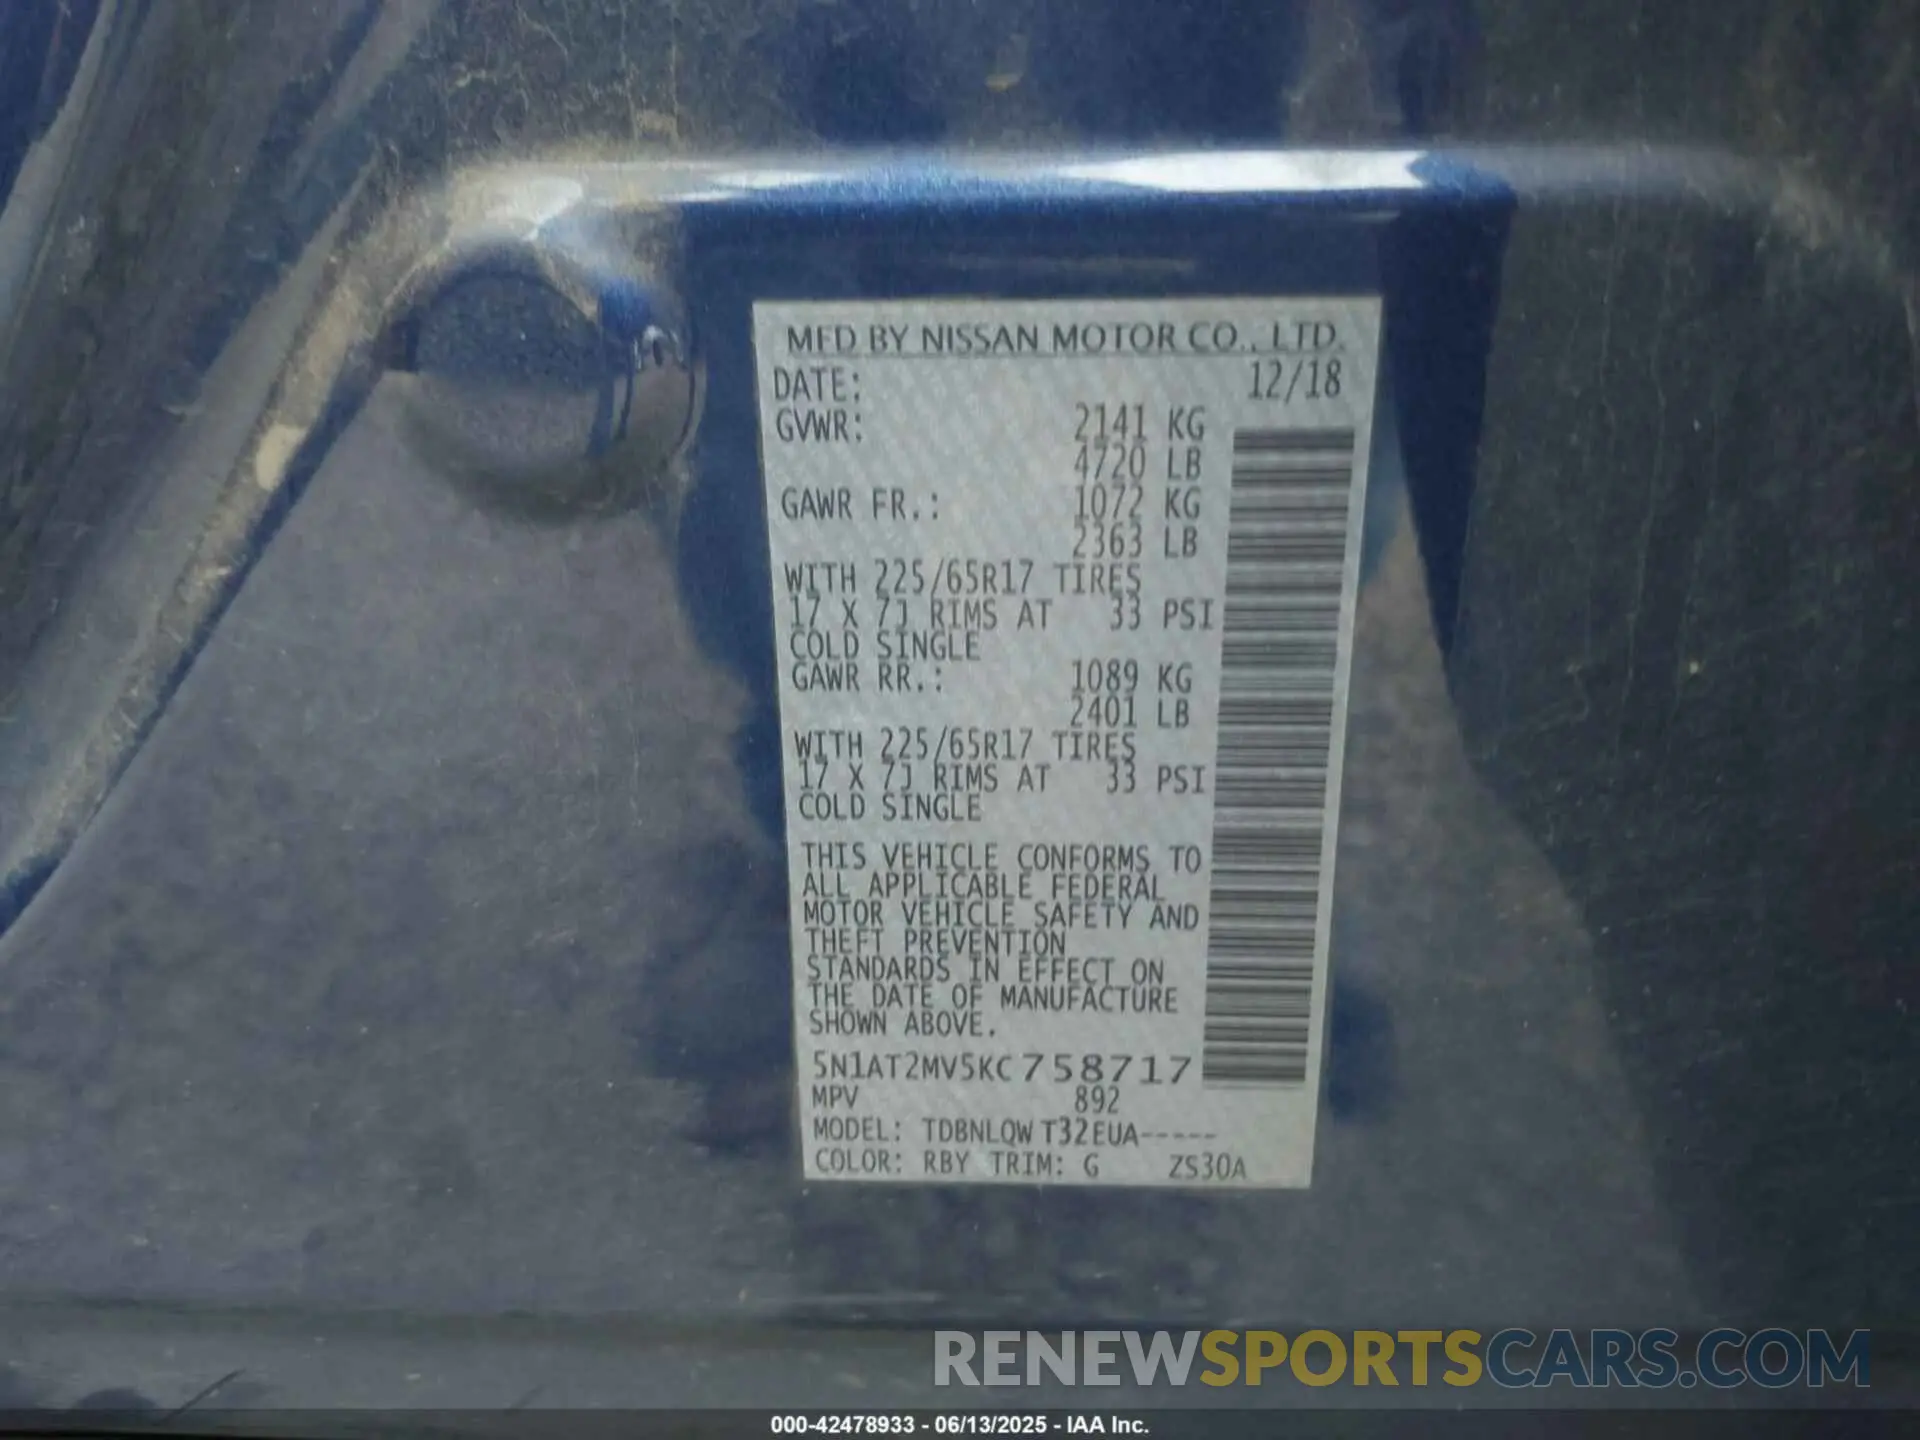 MFD BY NISSAN MOTOR CO., LTD.
DATE: 12/18
GVWR: 2141 KG
4720 LB
GAWR FR.: 1072 KG
2363 LB
WITH 225/65R17 TIRES
17 X 7J RIMS AT 33 PSI
COLD SINGLE
GAWR RR.: 1089 KG
2401 LB
WITH 225/65R17 TIRES
17 X 7J RIMS AT 33 PSI
COLD SINGLE
THIS VEHICLE CONFORMS TO
ALL APPLICABLE FEDERAL
MOTOR VEHICLE SAFETY AND
THEFT PREVENTION
STANDARDS IN EFFECT ON
THE DATE OF MANUFACTURE
SHOWN ABOVE.
5N1AT2MV5KC758717
MPV 892
MODEL: TDBNLQW T32EUA-----
COLOR: RBY TRIM: G ZS30A
RENEWSPORTSCARS.COM
000-42478933 - 06/13/2025 - IAA Inc.